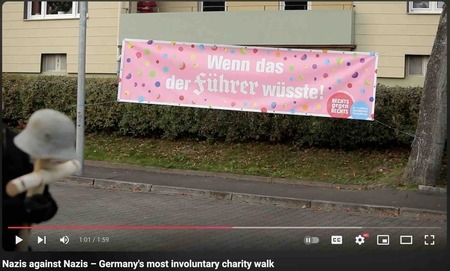 Wenn das
der Führer wüsste!
RECHTS
gegen
RECHTS
1:01 / 1:59
CC
Nazis against Nazis – Germany's most involuntary charity walk